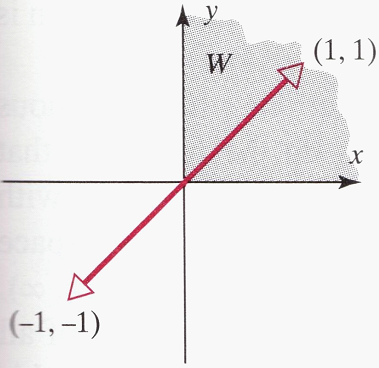 y
W
(1, 1)
x
(–1, –1)